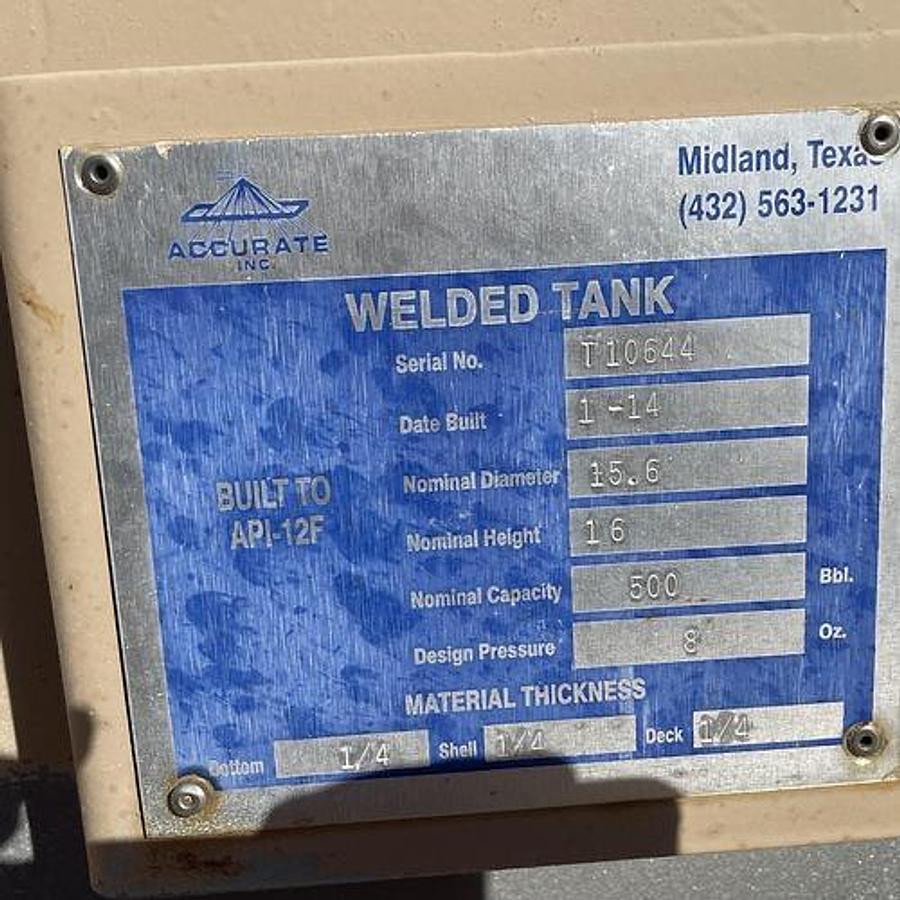 Midland, Texas
(432) 563-1231
ACCURATE
INC.
WELDED TANK
Serial No. T10644
Date Built 1-14
Nominal Diameter 15.6
BUILT TO
API-12F
Nominal Height 16
Nominal Capacity 500 Bbl.
Design Pressure 8 Oz.
MATERIAL THICKNESS
Bottom 1/4 Shell 1/4 Deck 1/4